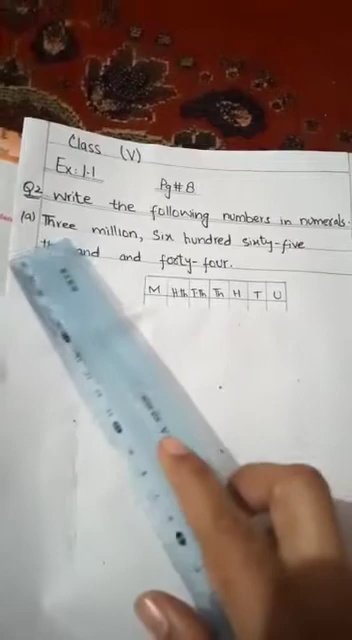 Class (V)
Ex: 1.1
Pg# 8
Q2 Write the following numbers in numerals.
(a) Three million, six hundred sixty-five
and and forty-four.
M Hth T-Th Th H T U